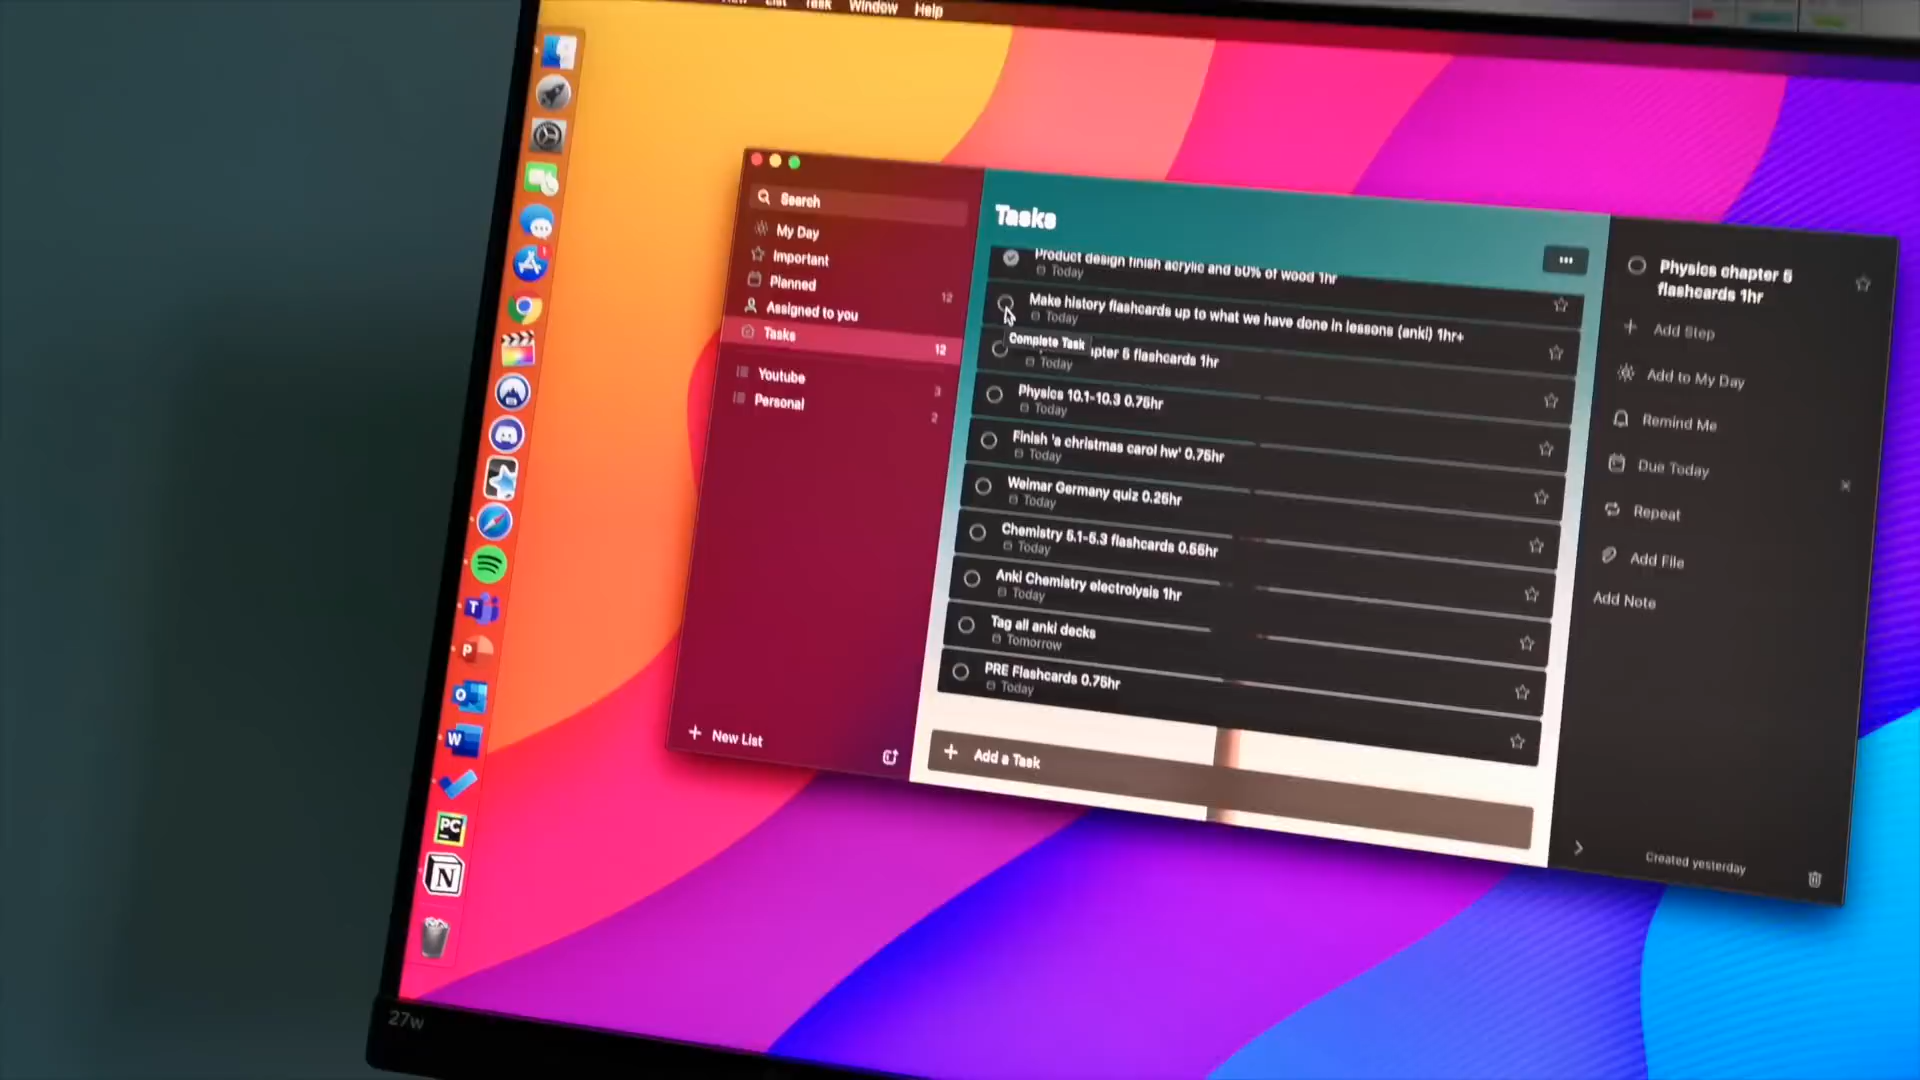 List Task Window Help
Search
My Day
Important
Planned
12
Assigned to you
Tasks
12
Youtube
3
Personal
2
New List
Tasks
Product design finish acrylic and 60% of wood 1hr
Today
Make history flashcards up to what we have done in lessons (anki) 1hr+
Today
Complete Task
pter 5 flashcards 1hr
Today
Physics 10.1-10.3 0.75hr
Today
Finish 'a christmas carol hw' 0.75hr
Today
Weimar Germany quiz 0.25hr
Today
Chemistry 5.1-5.3 flashcards 0.55hr
Today
Anki Chemistry electrolysis 1hr
Today
Tag all anki decks
Tomorrow
PRE Flashcards 0.75hr
Today
Add a Task
Physics chapter 5
flashcards 1hr
Add Step
Add to My Day
Remind Me
Due Today
Repeat
Add File
Add Note
Created yesterday
T
P
O
W
PC
N
27w